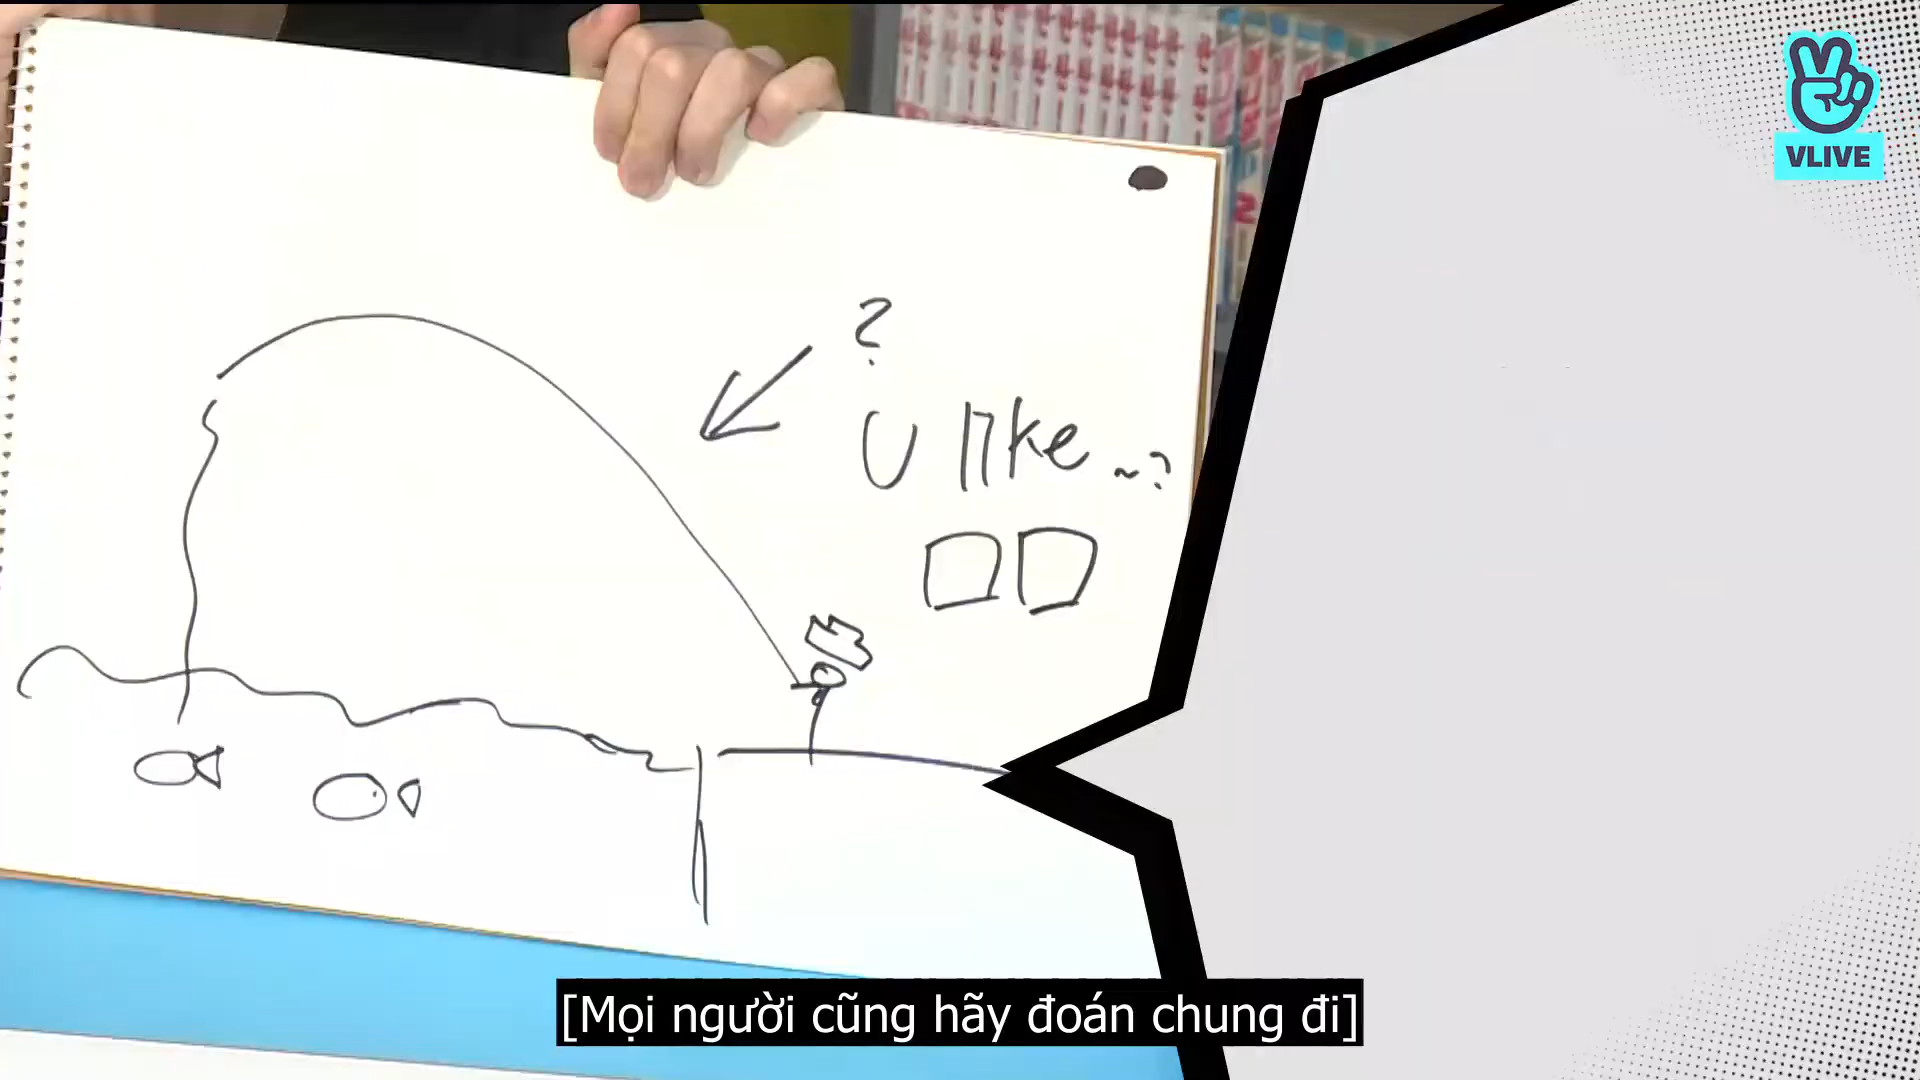 VLIVE
?
U like ~?
[Mọi người cũng hãy đoán chung đi]